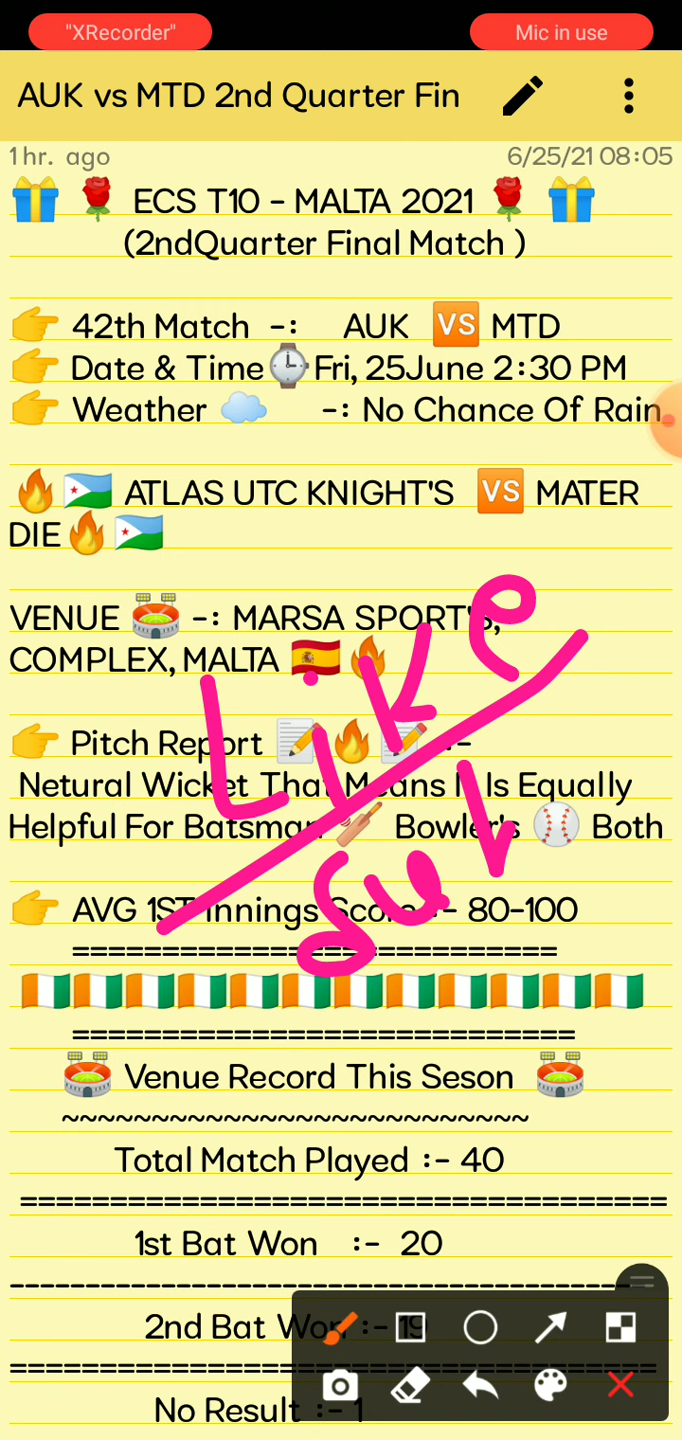 "XRecorder" Mic in use
AUK vs MTD 2nd Quarter Fin
1 hr. ago 6/25/21 08:05
🎁 🌹 ECS T10 - MALTA 2021 🌹 🎁
(2ndQuarter Final Match )
👉 42th Match -: AUK 🆚 MTD
👉 Date & Time⌚Fri, 25June 2:30 PM
👉 Weather ☁️ -: No Chance Of Rain
🔥🇩🇯 ATLAS UTC KNIGHT'S 🆚 MATER
DIE🔥🇩🇯
VENUE 🏟️ -: MARSA SPORT'S,
COMPLEX, MALTA 🇪🇸🔥
👉 Pitch Report 📝🔥📝 :-
Netural Wicket That Means It Is Equally
Helpful For Batsman 🏏 Bowler's ⚾ Both
👉 AVG 1ST Innings Score :- 80-100
===========================
🇨🇮🇨🇮🇨🇮🇨🇮🇨🇮🇨🇮🇨🇮🇨🇮🇨🇮🇨🇮🇨🇮🇨🇮
============================
🏟️ Venue Record This Seson 🏟️
~~~~~~~~~~~~~~~~~~~~~~~~~~
Total Match Played :- 40
====================================
1st Bat Won :- 20
-----------------------------------------
2nd Bat Won :- 19
====================================
No Result :- 1
Like